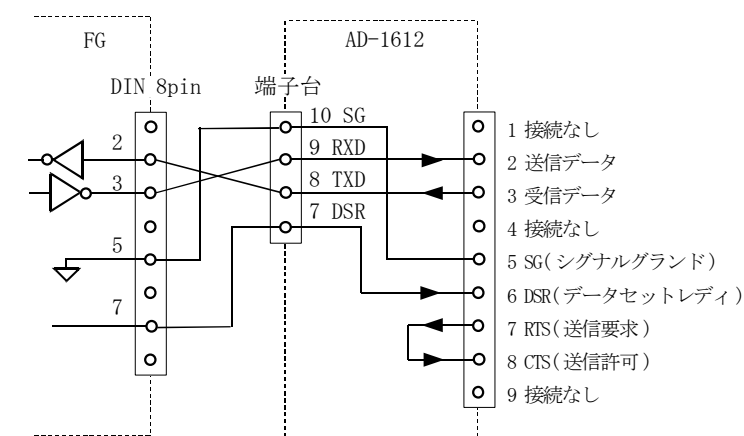 FG
AD-1612
DIN 8pin
端子台
10 SG
9 RXD
8 TXD
7 DSR
2
3
5
7
1 接続なし
2 送信データ
3 受信データ
4 接続なし
5 SG(シグナルグランド)
6 DSR(データセットレディ)
7 RTS(送信要求)
8 CTS(送信許可)
9 接続なし